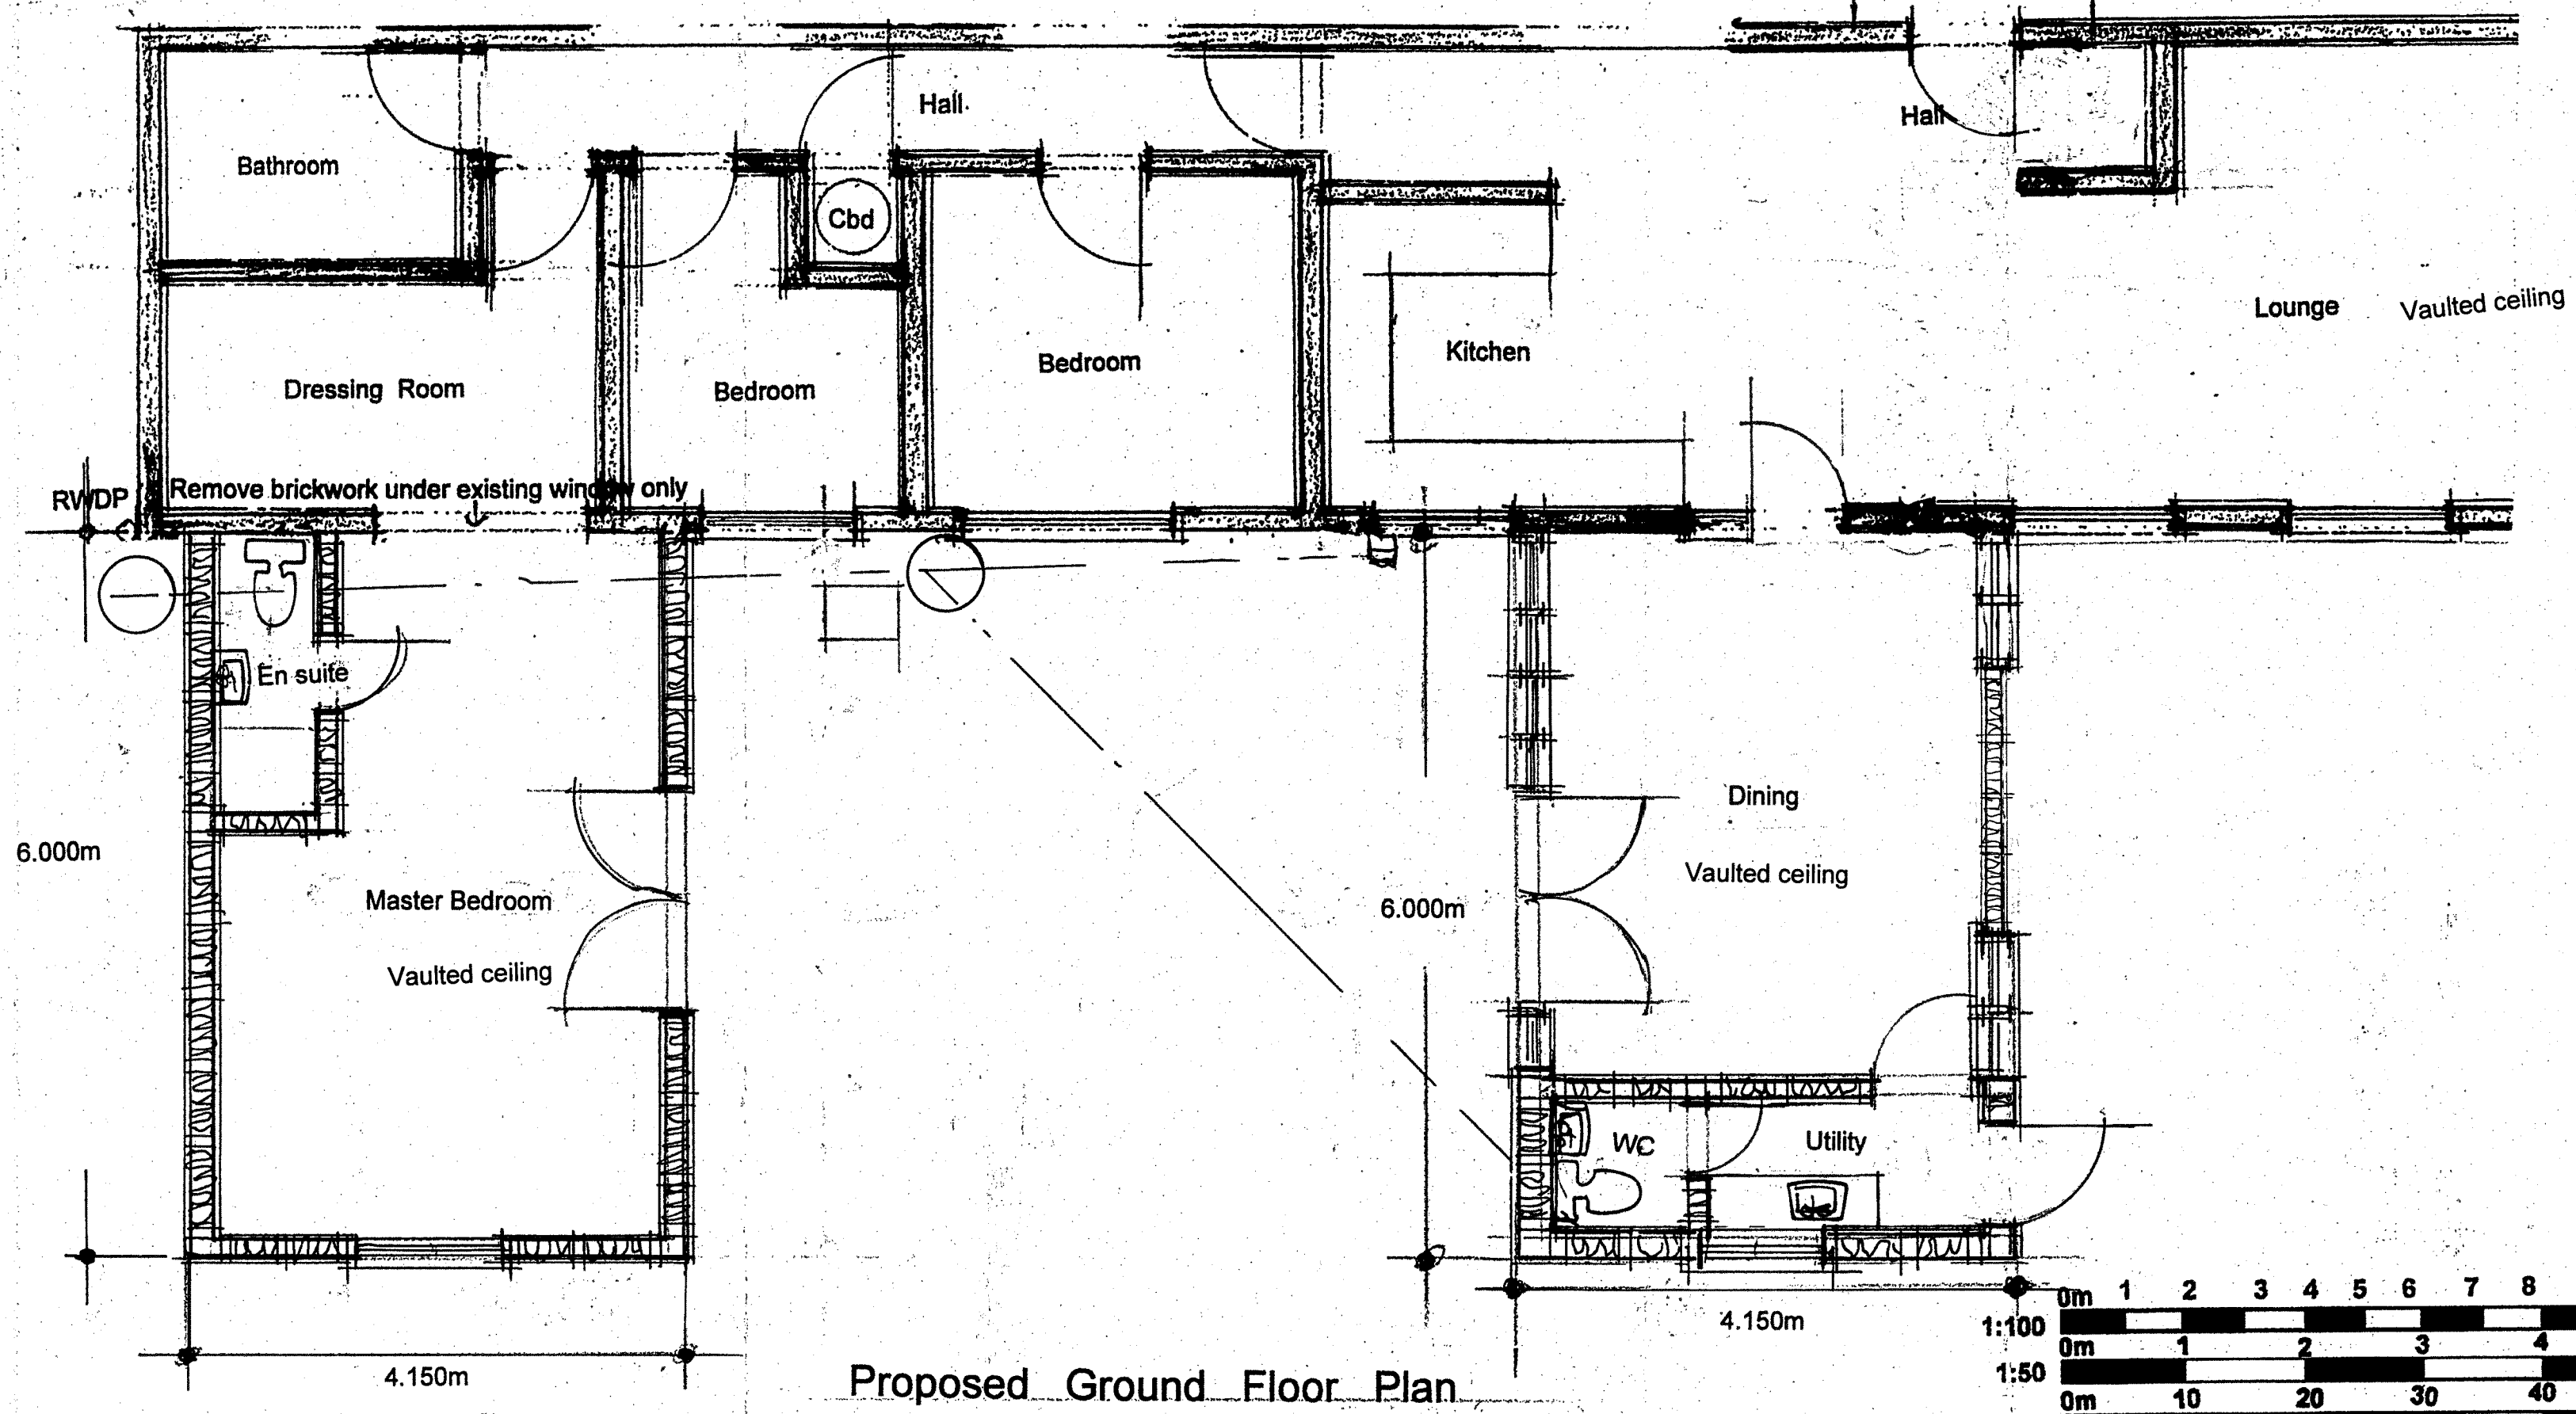 Hall
Hall
Bathroom
Cbd
Lounge
Vaulted ceiling
Kitchen
Bedroom
Dressing Room
Bedroom
RWDP
Remove brickwork under existing window only
En suite
Dining
6.000m
Vaulted ceiling
Master Bedroom
6.000m
Vaulted ceiling
WC
Utility
0m 1 2 3 4 5 6 7 8
1:100
4.150m
0m 1 2 3 4
1:50
4.150m
Proposed Ground Floor Plan
0m 10 20 30 40